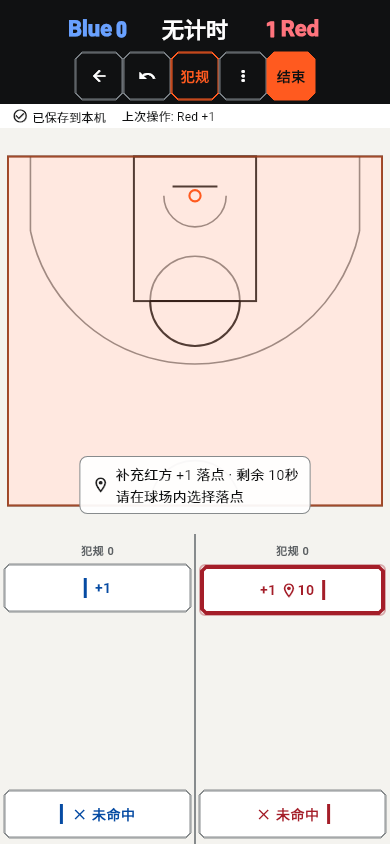 Blue 0 无计时 1 Red
犯规 结束
已保存到本机 上次操作: Red +1
补充红方 +1 落点 · 剩余 10秒
请在球场内选择落点
犯规 0 犯规 0
+1 +1 10
× 未命中 × 未命中